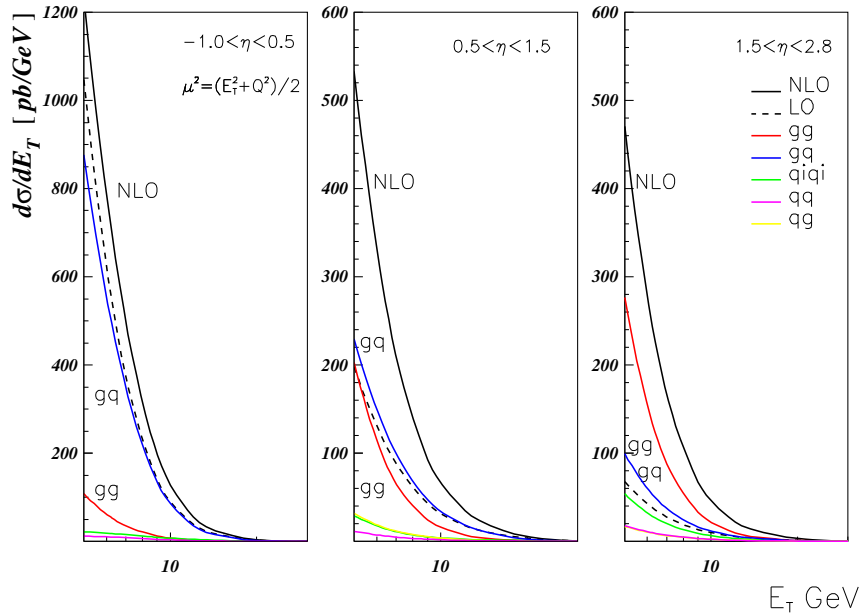 dσ/dE_T [ pb/GeV]
1200
1000
800
600
400
200
-1.0<η<0.5
μ²=(E_T²+Q²)/2
NLO
gq
gg
10
600
500
400
300
200
100
0
0.5<η<1.5
NLO
gq
gg
10
600
500
400
300
200
100
0
1.5<η<2.8
NLO
LO
gg
gq
qiqi
qq
qg
NLO
gg
gq
10
E_T GeV